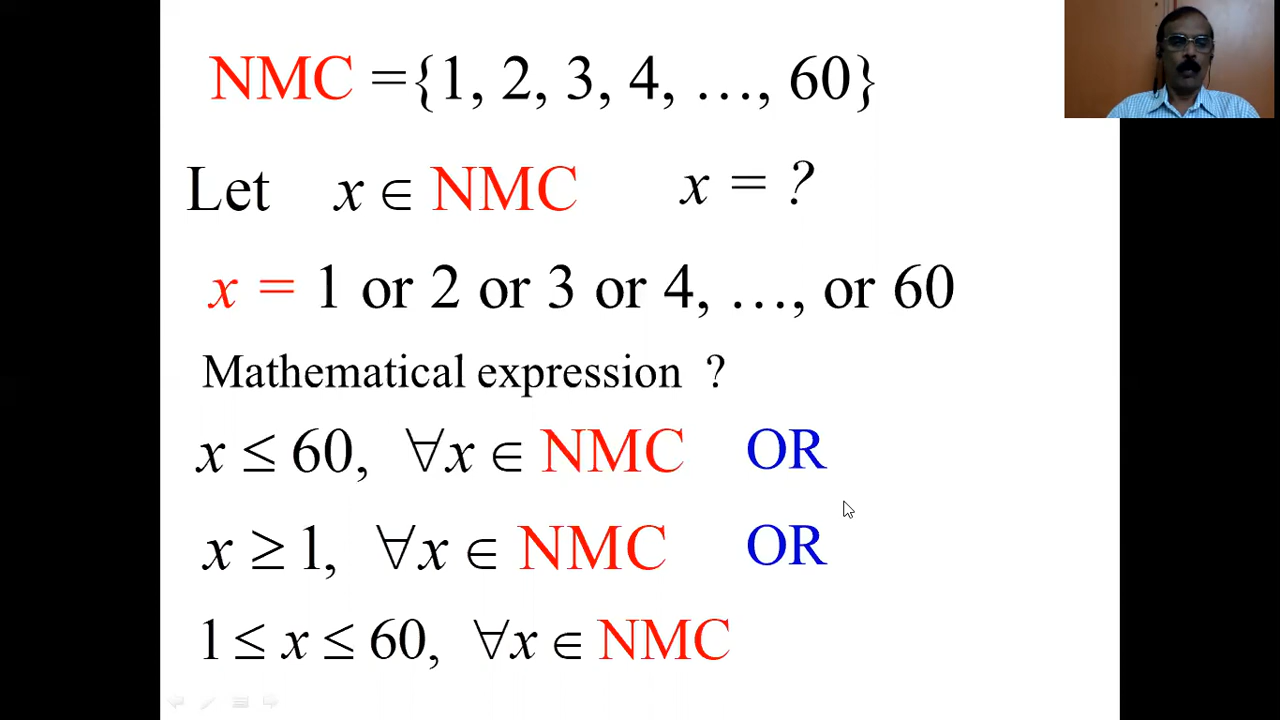 NMC ={1, 2, 3, 4, …, 60}
Let x ∈ NMC x = ?
x = 1 or 2 or 3 or 4, …, or 60
Mathematical expression ?
x ≤ 60, ∀x ∈ NMC OR
x ≥ 1, ∀x ∈ NMC OR
1 ≤ x ≤ 60, ∀x ∈ NMC